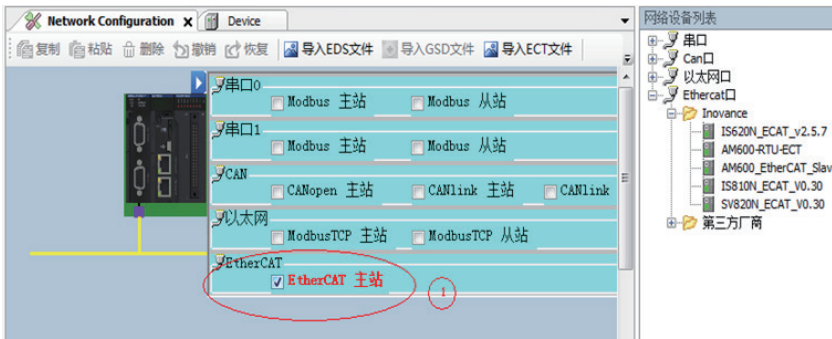 Network Configuration x Device
复制 粘贴 删除 撤销 恢复 导入EDS文件 导入GSD文件 导入ECT文件
串口0
Modbus 主站 Modbus 从站
串口1
Modbus 主站 Modbus 从站
CAN
CANopen 主站 CANlink 主站 CANlink
以太网
ModbusTCP 主站 ModbusTCP 从站
EtherCAT
EtherCAT 主站
1
网络设备列表
串口
Can口
以太网口
Ethercat口
Inovance
IS620N_ECAT_v2.5.7
AM600-RTU-ECT
AM600_EtherCAT_Slav
IS810N_ECAT_V0.30
SV820N_ECAT_V0.30
第三方厂商